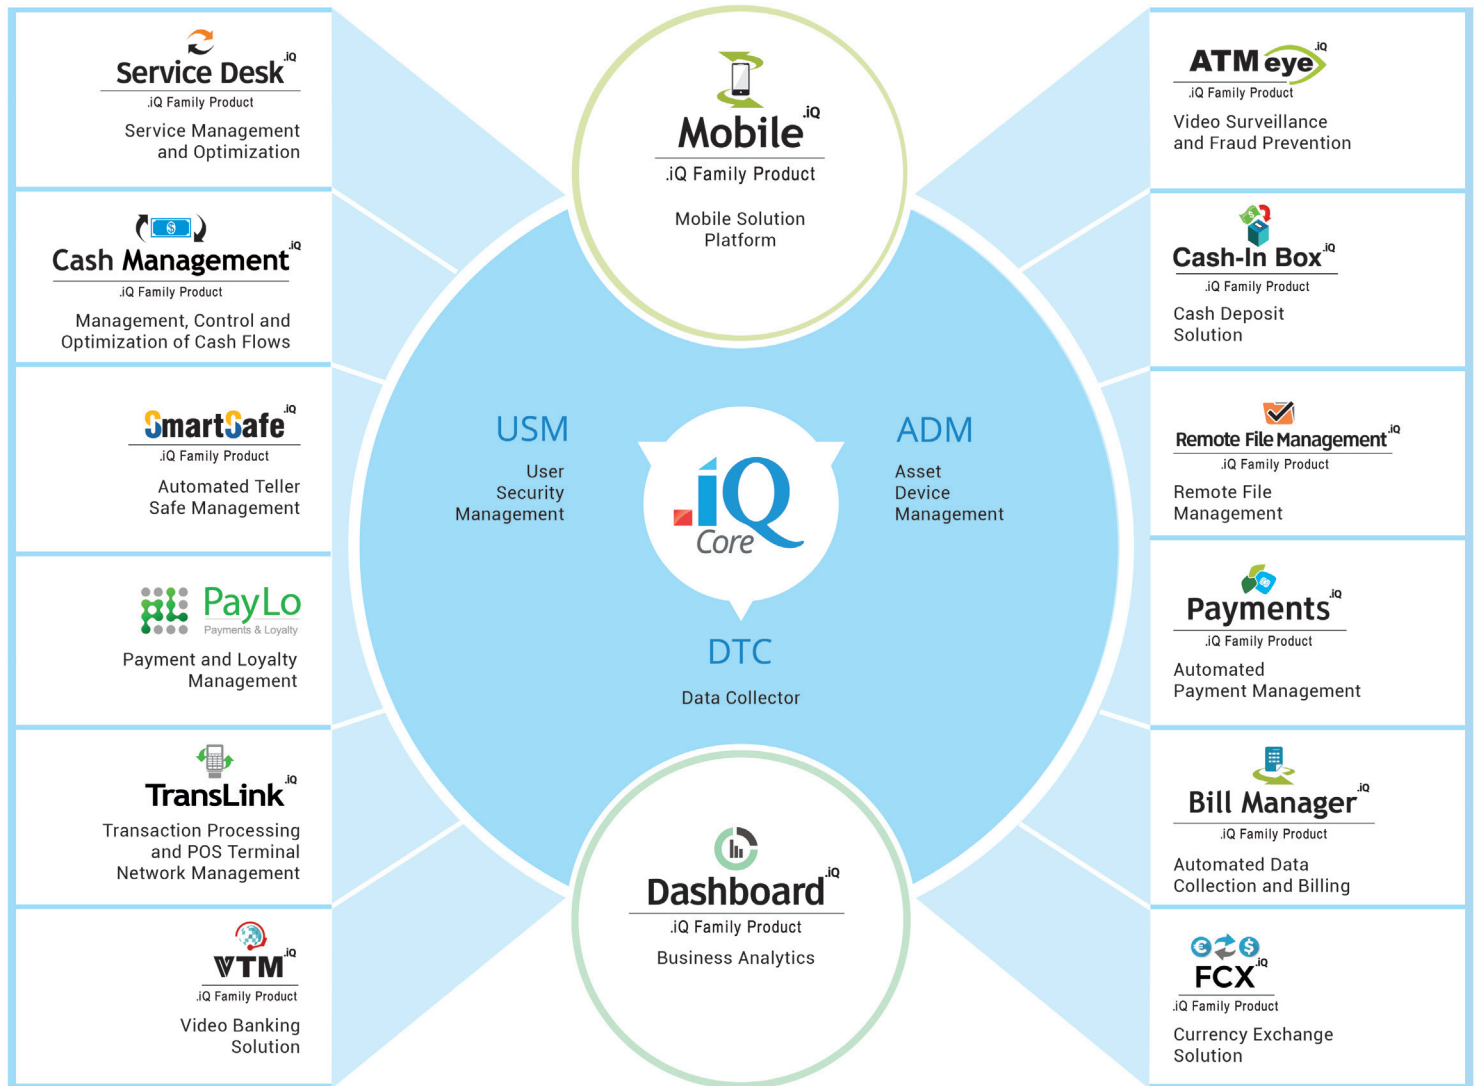 Service Desk.iQ
.iQ Family Product
Service Management
and Optimization
Cash Management.iQ
.iQ Family Product
Management, Control and
Optimization of Cash Flows
SmartSafe.iQ
.iQ Family Product
Automated Teller
Safe Management
PL PayLo
Payments & Loyalty
Payment and Loyalty
Management
TransLink.iQ
Transaction Processing
and POS Terminal
Network Management
VTM.iQ
.iQ Family Product
Video Banking
Solution
Mobile.iQ
.iQ Family Product
Mobile Solution
Platform
USM
User
Security
Management
.iQ
Core
ADM
Asset
Device
Management
DTC
Data Collector
Dashboard.iQ
.iQ Family Product
Business Analytics
ATMeye.iQ
.iQ Family Product
Video Surveillance
and Fraud Prevention
Cash-In Box.iQ
.iQ Family Product
Cash Deposit
Solution
Remote File Management.iQ
.iQ Family Product
Remote File
Management
Payments.iQ
.iQ Family Product
Automated
Payment Management
Bill Manager.iQ
.iQ Family Product
Automated Data
Collection and Billing
FCX.iQ
.iQ Family Product
Currency Exchange
Solution